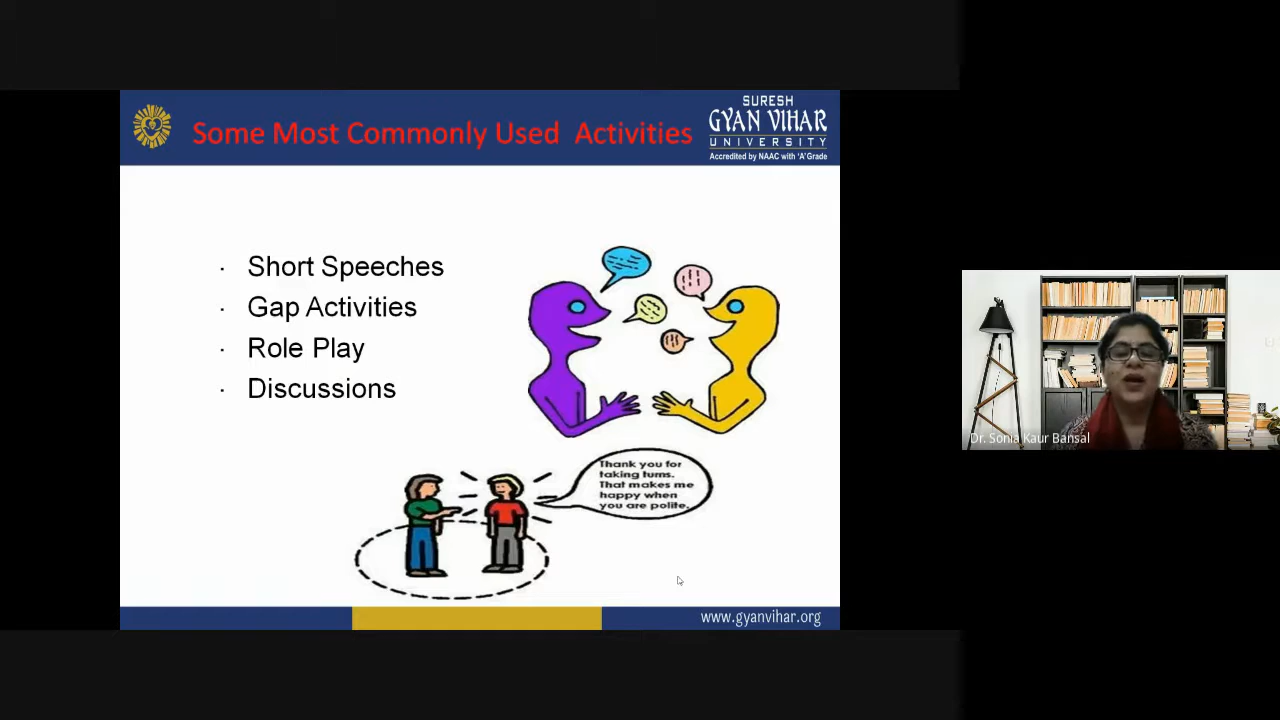 Some Most Commonly Used Activities
SURESH
GYAN VIHAR
UNIVERSITY
Accredited by NAAC with 'A' Grade
· Short Speeches
· Gap Activities
· Role Play
· Discussions
Thank you for
taking turns.
That makes me
happy when
you are polite.
www.gyanvihar.org
Dr. Sonia Kaur Bansal